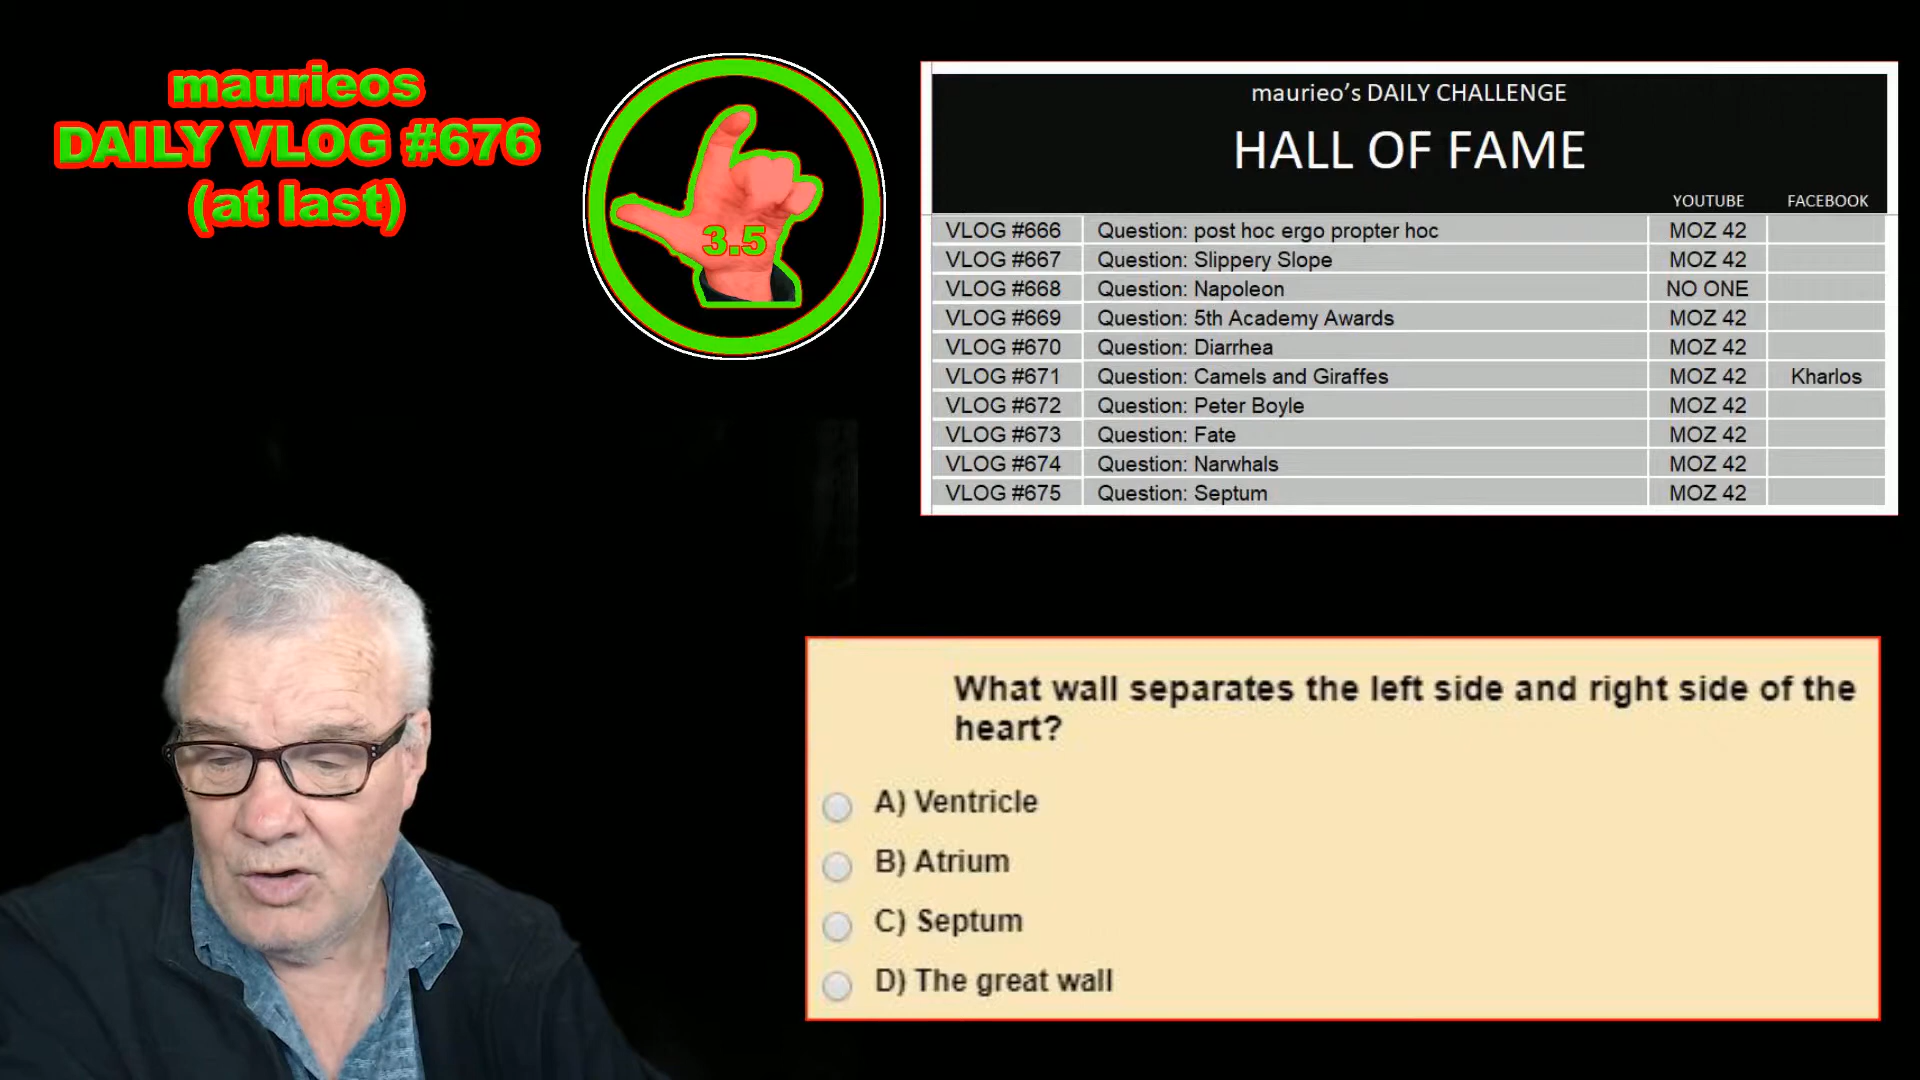 maurieos
DAILY VLOG #676
(at last)
3.5
maurieo’s DAILY CHALLENGE
HALL OF FAME
YOUTUBE FACEBOOK
VLOG #666 Question: post hoc ergo propter hoc MOZ 42
VLOG #667 Question: Slippery Slope MOZ 42
VLOG #668 Question: Napoleon NO ONE
VLOG #669 Question: 5th Academy Awards MOZ 42
VLOG #670 Question: Diarrhea MOZ 42
VLOG #671 Question: Camels and Giraffes MOZ 42 Kharlos
VLOG #672 Question: Peter Boyle MOZ 42
VLOG #673 Question: Fate MOZ 42
VLOG #674 Question: Narwhals MOZ 42
VLOG #675 Question: Septum MOZ 42
What wall separates the left side and right side of the
heart?
A) Ventricle
B) Atrium
C) Septum
D) The great wall